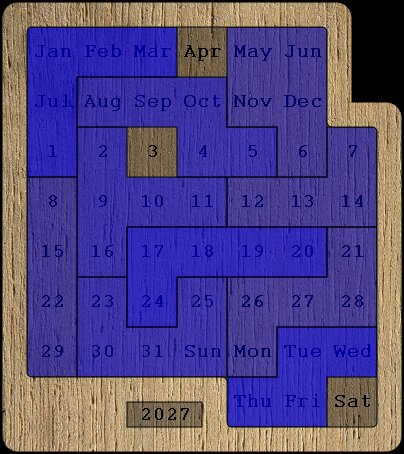 Jan Feb Mar Apr May Jun
Jul Aug Sep Oct Nov Dec
1 2 3 4 5 6 7
8 9 10 11 12 13 14
15 16 17 18 19 20 21
22 23 24 25 26 27 28
29 30 31 Sun Mon Tue Wed
Thu Fri Sat
2027